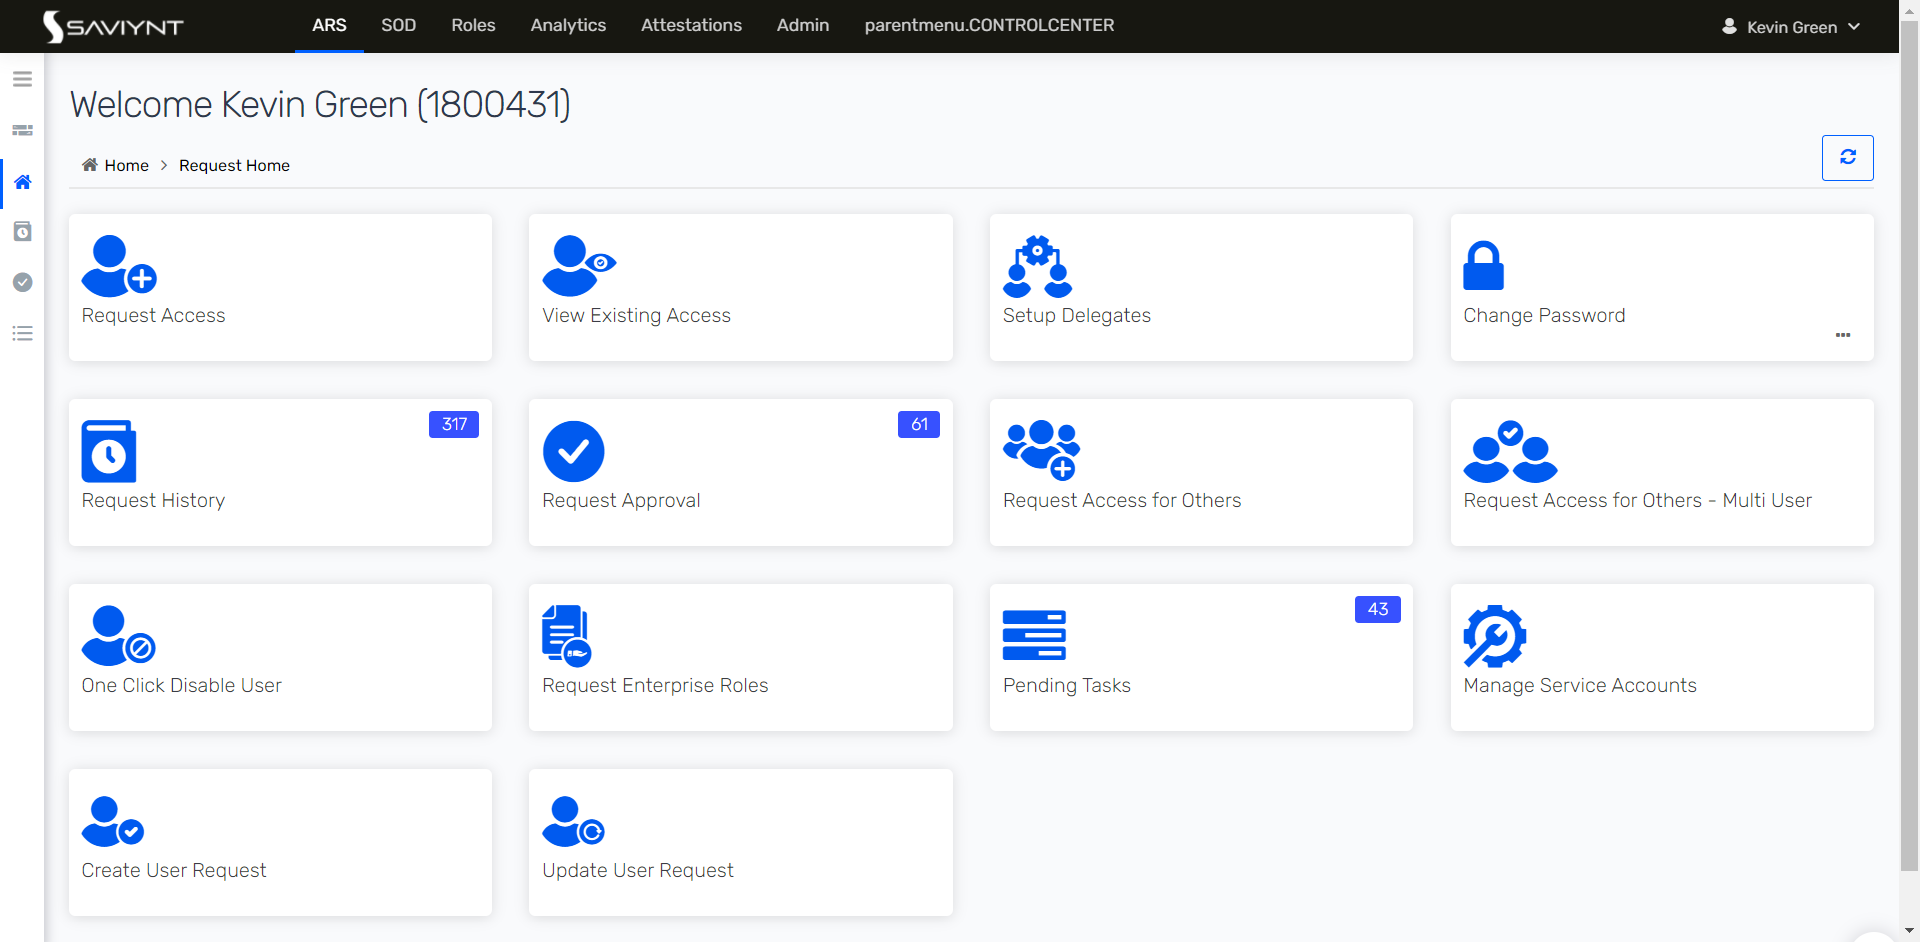 SAVIYNT
ARS SOD Roles Analytics Attestations Admin parentmenu.CONTROLCENTER Kevin Green
Welcome Kevin Green (1800431)
Home > Request Home
Request Access
View Existing Access
Setup Delegates
Change Password
317
Request History
61
Request Approval
Request Access for Others
Request Access for Others - Multi User
One Click Disable User
Request Enterprise Roles
43
Pending Tasks
Manage Service Accounts
Create User Request
Update User Request